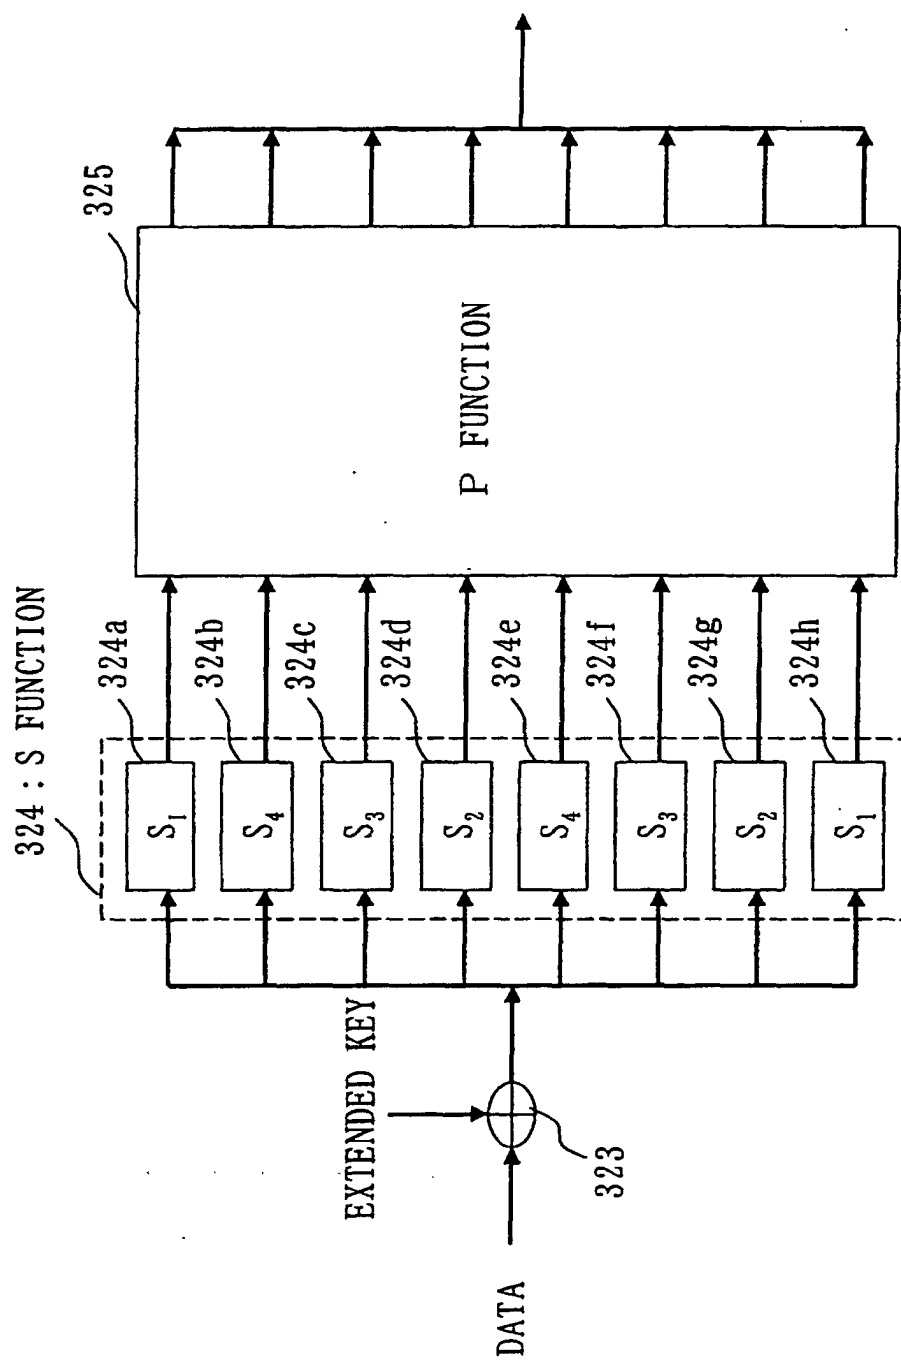 324 : S FUNCTION
325
324a
324b
324c
324d
324e
324f
324g
324h
S₁
S₄
S₃
S₂
S₄
S₃
S₂
S₁
P FUNCTION
EXTENDED KEY
323
DATA